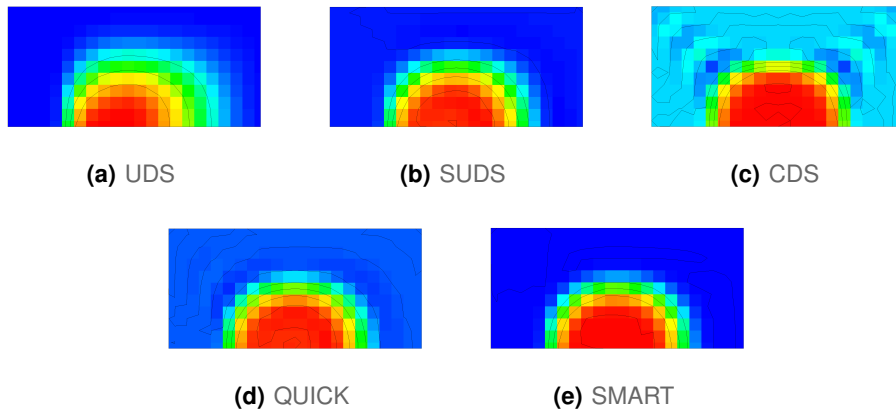 (a) UDS
(b) SUDS
(c) CDS
(d) QUICK
(e) SMART